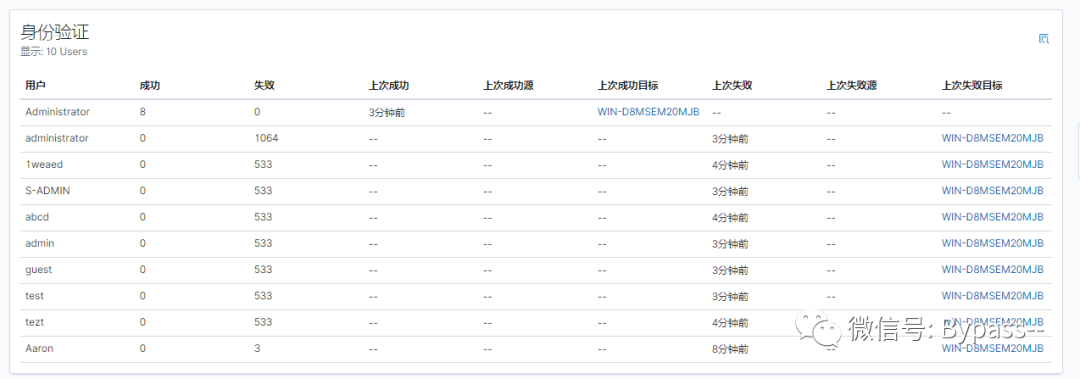 身份验证
显示: 10 Users
用户 成功 失败 上次成功 上次成功源 上次成功目标 上次失败 上次失败源 上次失败目标
Administrator 8 0 3分钟前 -- WIN-D8MSEM20MJB -- -- --
administrator 0 1064 -- -- -- 3分钟前 -- WIN-D8MSEM20MJB
1weaed 0 533 -- -- -- 4分钟前 -- WIN-D8MSEM20MJB
S-ADMIN 0 533 -- -- -- 3分钟前 -- WIN-D8MSEM20MJB
abcd 0 533 -- -- -- 4分钟前 -- WIN-D8MSEM20MJB
admin 0 533 -- -- -- 3分钟前 -- WIN-D8MSEM20MJB
guest 0 533 -- -- -- 3分钟前 -- WIN-D8MSEM20MJB
test 0 533 -- -- -- 3分钟前 -- WIN-D8MSEM20MJB
tezt 0 533 -- -- -- 4分钟前 -- WIN-D8MSEM20MJB
微信号: Bypass--
Aaron 0 3 -- -- -- 8分钟前 -- WIN-D8MSEM20MJB